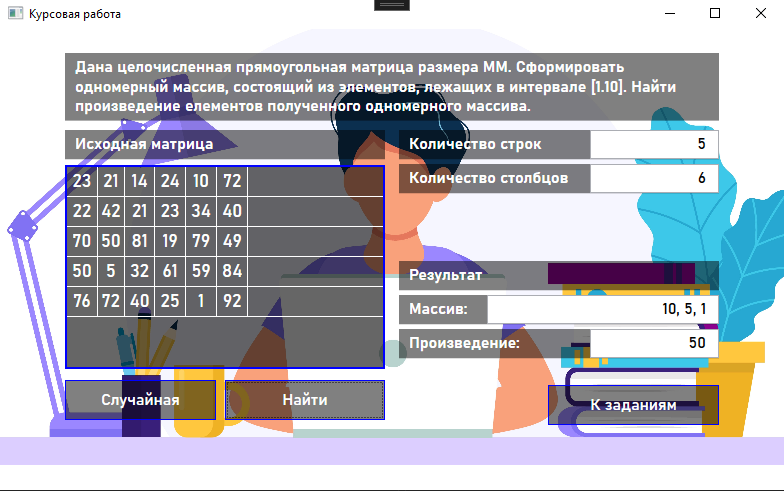 Курсовая работа
Дана целочисленная прямоугольная матрица размера MM. Сформировать
одномерный массив, состоящий из элементов, лежащих в интервале [1.10]. Найти
произведение елементов полученного одномерного массива.
Исходная матрица
23 21 14 24 10 72
22 42 21 23 34 40
70 50 81 19 79 49
50 5 32 61 59 84
76 72 40 25 1 92
Случайная
Найти
Количество строк 5
Количество столбцов 6
Результат
Массив: 10, 5, 1
Произведение: 50
К заданиям